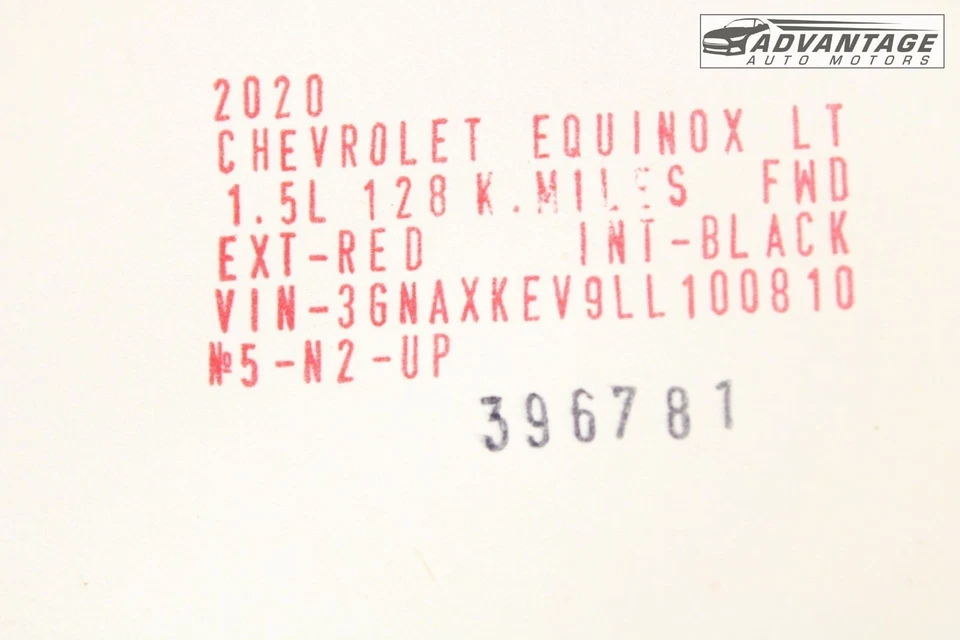 ADVANTAGE
AUTO MOTORS
2020
CHEVROLET EQUINOX LT
1.5L 128 K.MILES FWD
EXT-RED INT-BLACK
VIN-3GNAXKEV9LL100810
№5-N2-UP
396781